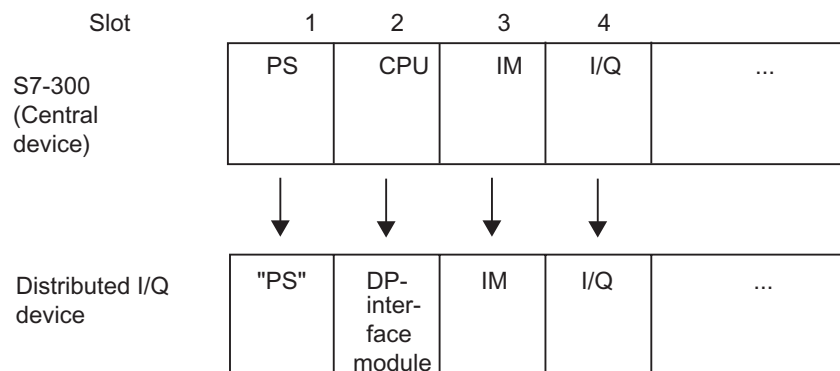 Slot 1 2 3 4
S7-300
(Central
device)
PS CPU IM I/Q ...
Distributed I/Q
device
"PS" DP-
inter-
face
module
IM I/Q ...